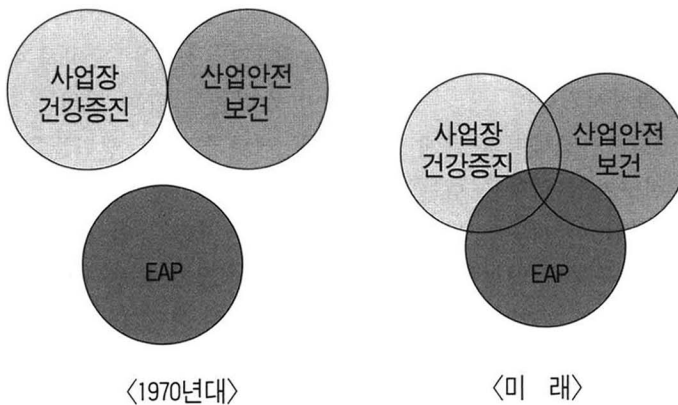 사업장
건강증진
산업안전
보건
EAP
〈1970년대〉
사업장
건강증진
산업안전
보건
EAP
〈미 래〉